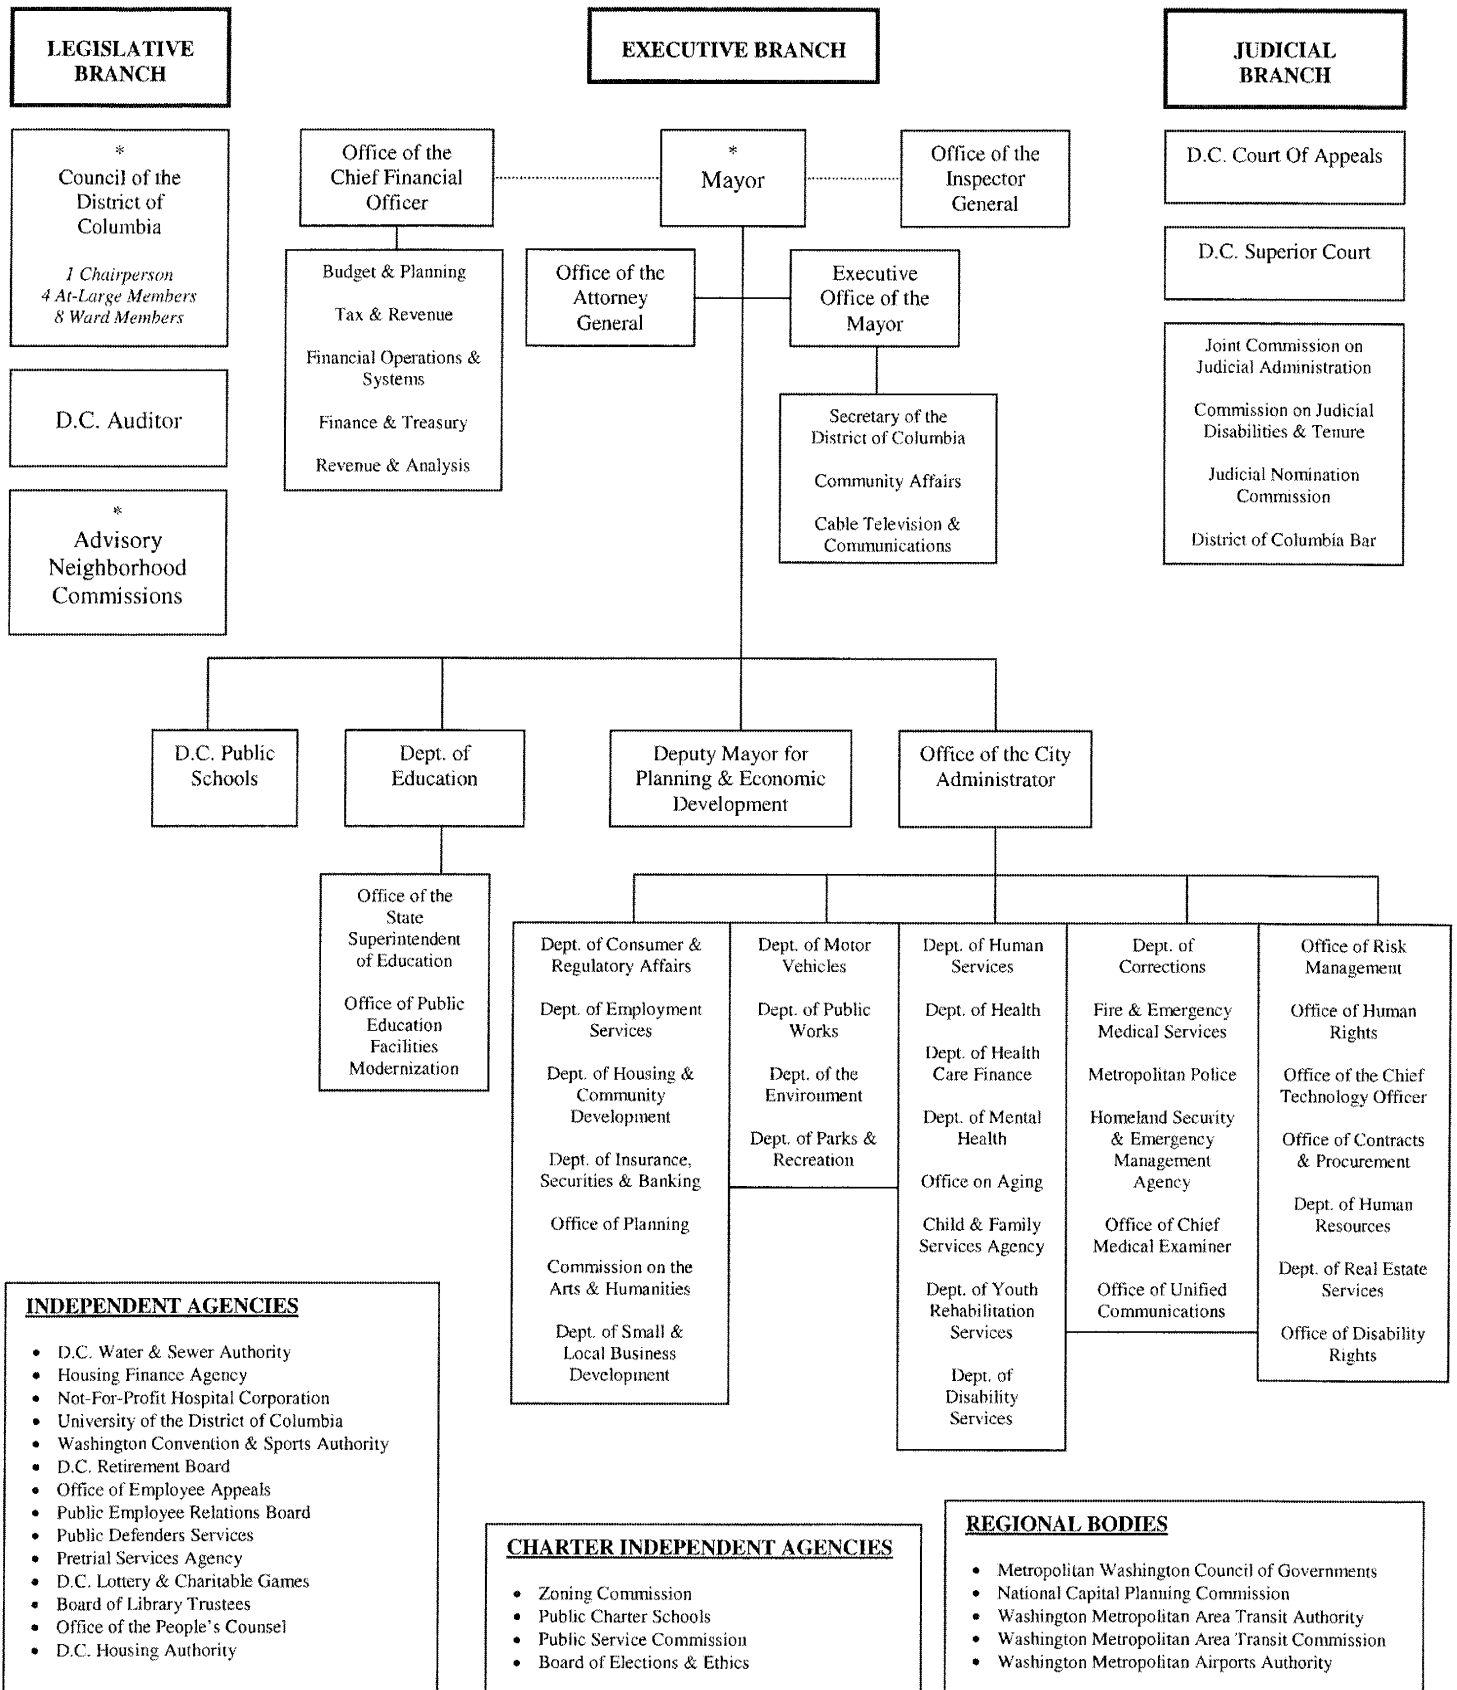 LEGISLATIVE
BRANCH
EXECUTIVE BRANCH
JUDICIAL
BRANCH
*
Council of the
District of
Columbia
1 Chairperson
4 At-Large Members
8 Ward Members
D.C. Auditor
*
Advisory
Neighborhood
Commissions
Office of the
Chief Financial
Officer
*
Mayor
Office of the
Inspector
General
Budget & Planning
Tax & Revenue
Financial Operations &
Systems
Finance & Treasury
Revenue & Analysis
Office of the
Attorney
General
Executive
Office of the
Mayor
Secretary of the
District of Columbia
Community Affairs
Cable Television &
Communications
D.C. Court Of Appeals
D.C. Superior Court
Joint Commission on
Judicial Administration
Commission on Judicial
Disabilities & Tenure
Judicial Nomination
Commission
District of Columbia Bar
D.C. Public
Schools
Dept. of
Education
Deputy Mayor for
Planning & Economic
Development
Office of the City
Administrator
Office of the
State
Superintendent
of Education
Office of Public
Education
Facilities
Modernization
Dept. of Consumer &
Regulatory Affairs
Dept. of Employment
Services
Dept. of Housing &
Community
Development
Dept. of Insurance,
Securities & Banking
Office of Planning
Commission on the
Arts & Humanities
Dept. of Small &
Local Business
Development
Dept. of Motor
Vehicles
Dept. of Public
Works
Dept. of the
Environment
Dept. of Parks &
Recreation
Dept. of Human
Services
Dept. of Health
Dept. of Health
Care Finance
Dept. of Mental
Health
Office on Aging
Child & Family
Services Agency
Dept. of Youth
Rehabilitation
Services
Dept. of
Disability
Services
Dept. of
Corrections
Fire & Emergency
Medical Services
Metropolitan Police
Homeland Security
& Emergency
Management
Agency
Office of Chief
Medical Examiner
Office of Unified
Communications
Office of Risk
Management
Office of Human
Rights
Office of the Chief
Technology Officer
Office of Contracts
& Procurement
Dept. of Human
Resources
Dept. of Real Estate
Services
Office of Disability
Rights
INDEPENDENT AGENCIES
• D.C. Water & Sewer Authority
• Housing Finance Agency
• Not-For-Profit Hospital Corporation
• University of the District of Columbia
• Washington Convention & Sports Authority
• D.C. Retirement Board
• Office of Employee Appeals
• Public Employee Relations Board
• Public Defenders Services
• Pretrial Services Agency
• D.C. Lottery & Charitable Games
• Board of Library Trustees
• Office of the People's Counsel
• D.C. Housing Authority
CHARTER INDEPENDENT AGENCIES
• Zoning Commission
• Public Charter Schools
• Public Service Commission
• Board of Elections & Ethics
REGIONAL BODIES
• Metropolitan Washington Council of Governments
• National Capital Planning Commission
• Washington Metropolitan Area Transit Authority
• Washington Metropolitan Area Transit Commission
• Washington Metropolitan Airports Authority